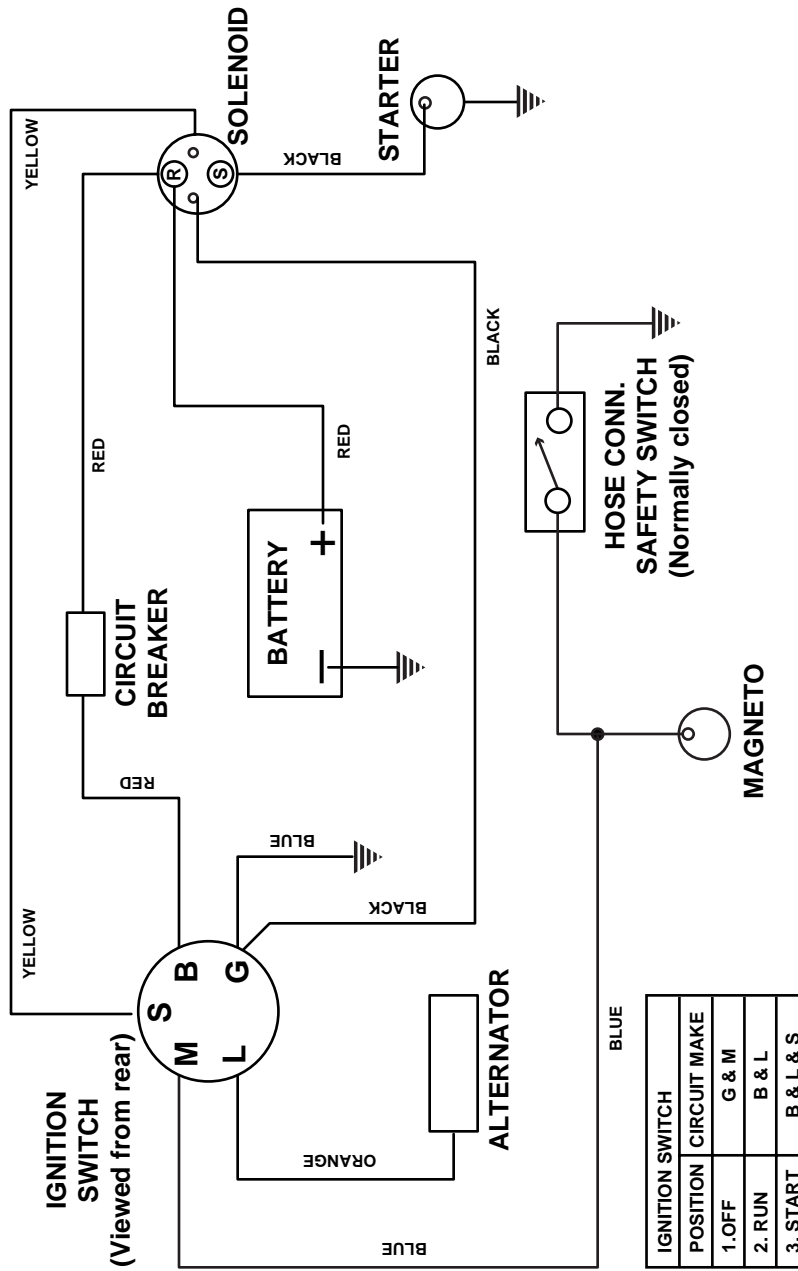 YELLOW
YELLOW
IGNITION
SWITCH
(Viewed from rear)
S
M
B
L
G
RED
RED
CIRCUIT
BREAKER
R
S
SOLENOID
BLUE
BLACK
BLACK
BATTERY
RED
STARTER
ORANGE
BLUE
BLACK
ALTERNATOR
BLUE
HOSE CONN.
SAFETY SWITCH
(Normally closed)
MAGNETO
IGNITION SWITCH
POSITION CIRCUIT MAKE
1.OFF G & M
2. RUN B & L
3. START B & L & S